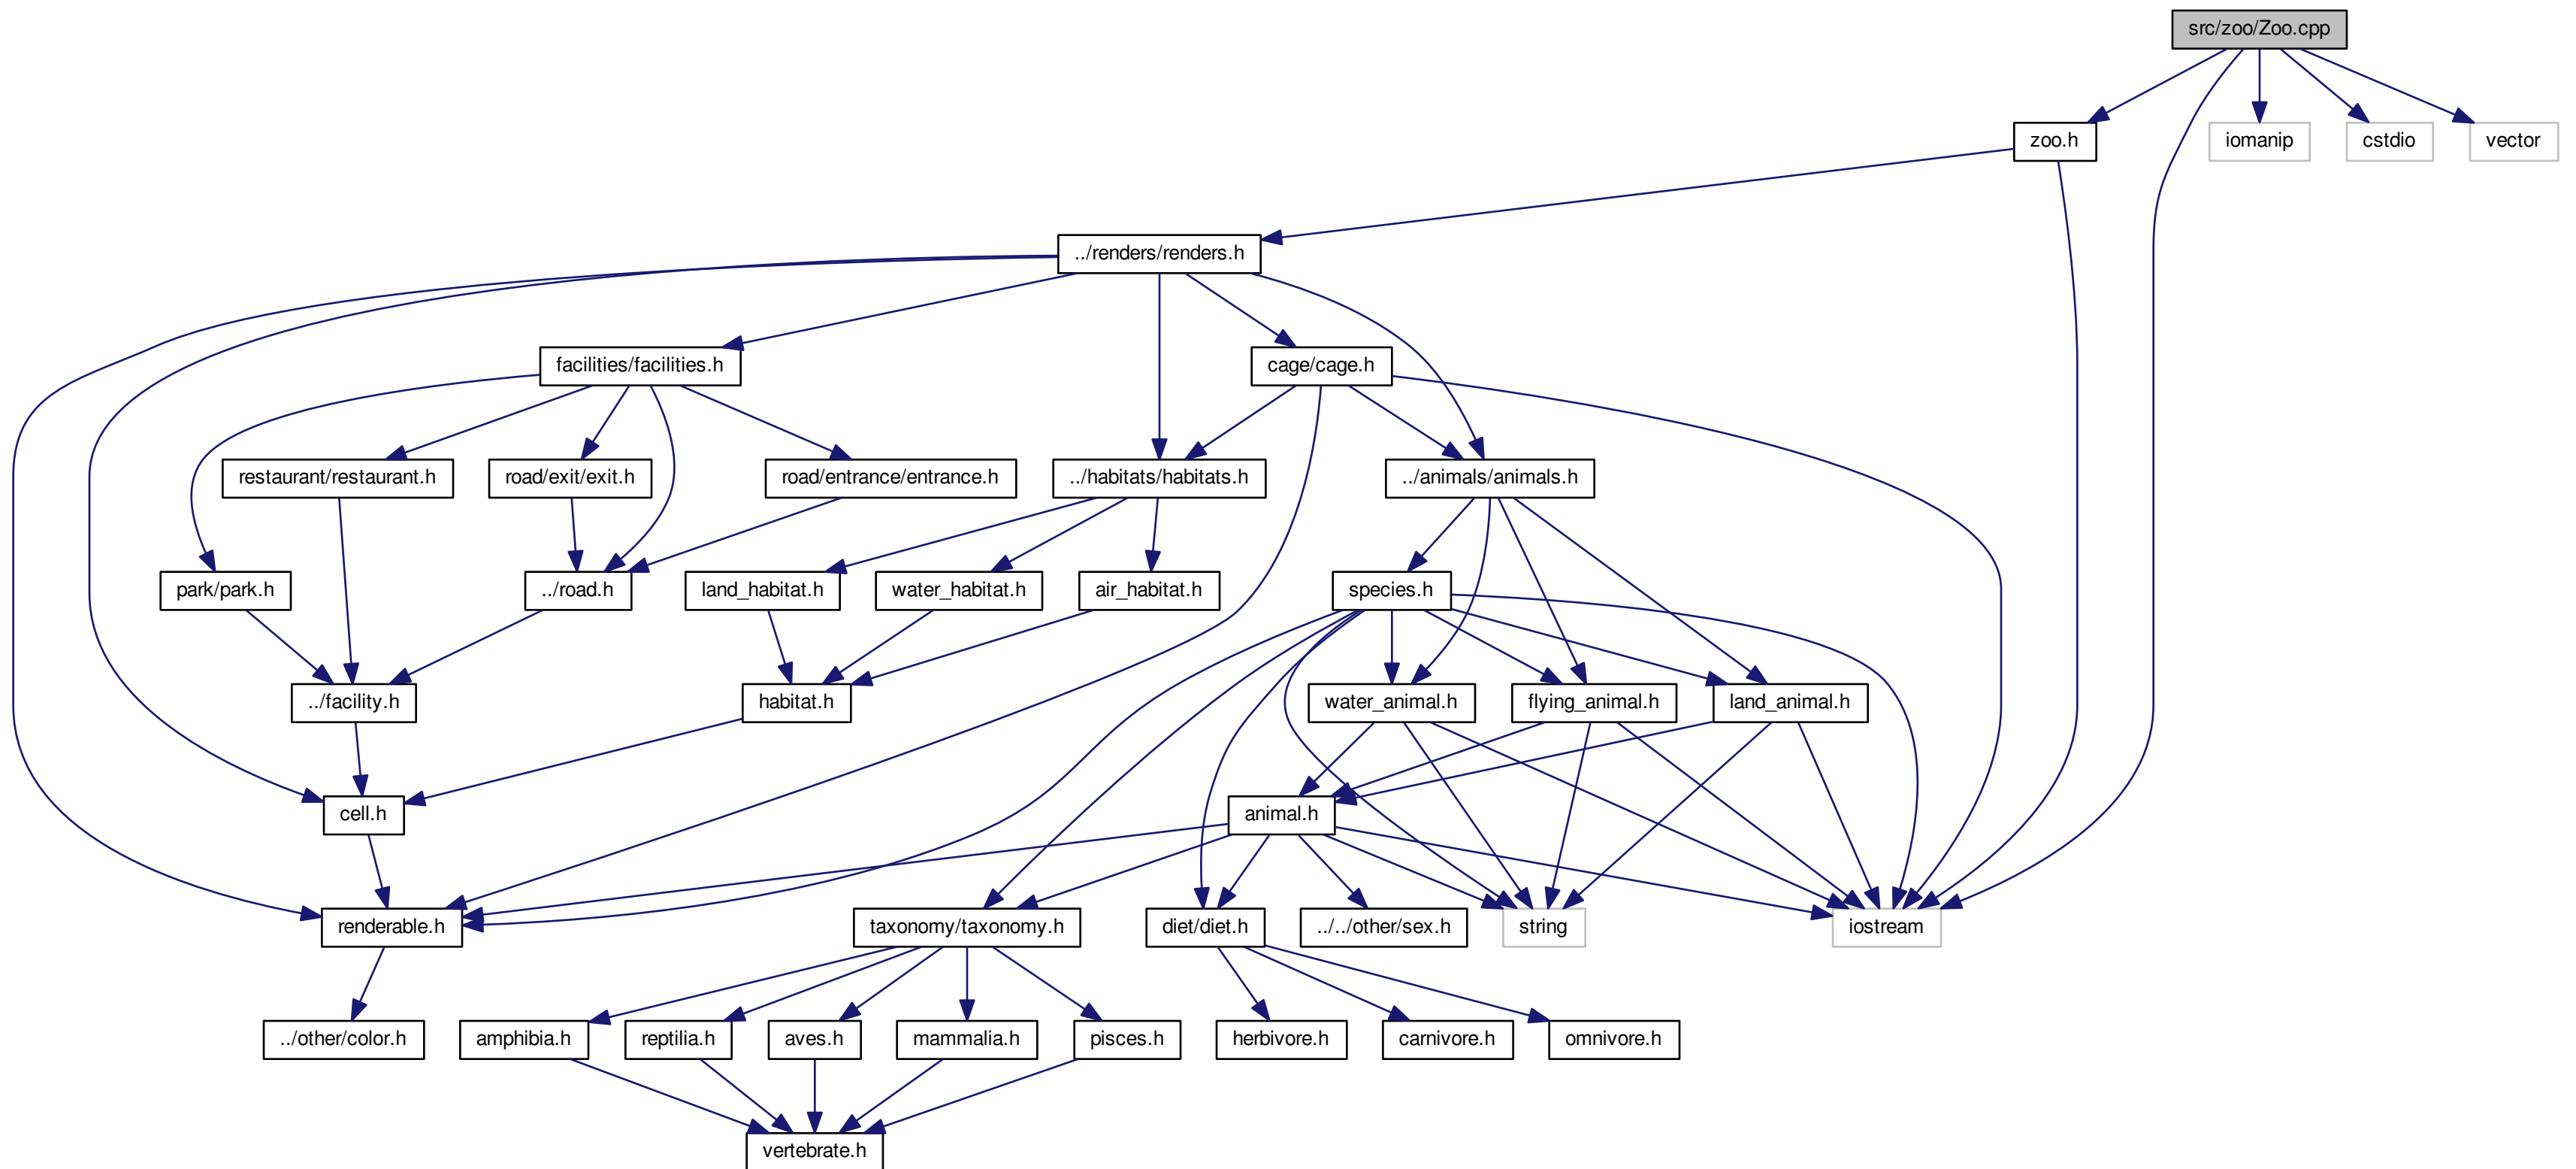 src/zoo/Zoo.cpp
zoo.h
iomanip
cstdio
vector
../renders/renders.h
facilities/facilities.h
cage/cage.h
restaurant/restaurant.h
road/exit/exit.h
road/entrance/entrance.h
../habitats/habitats.h
../animals/animals.h
park/park.h
../road.h
land_habitat.h
water_habitat.h
air_habitat.h
species.h
../facility.h
habitat.h
water_animal.h
flying_animal.h
land_animal.h
cell.h
animal.h
renderable.h
taxonomy/taxonomy.h
diet/diet.h
../../other/sex.h
string
iostream
../other/color.h
amphibia.h
reptilia.h
aves.h
mammalia.h
pisces.h
herbivore.h
carnivore.h
omnivore.h
vertebrate.h